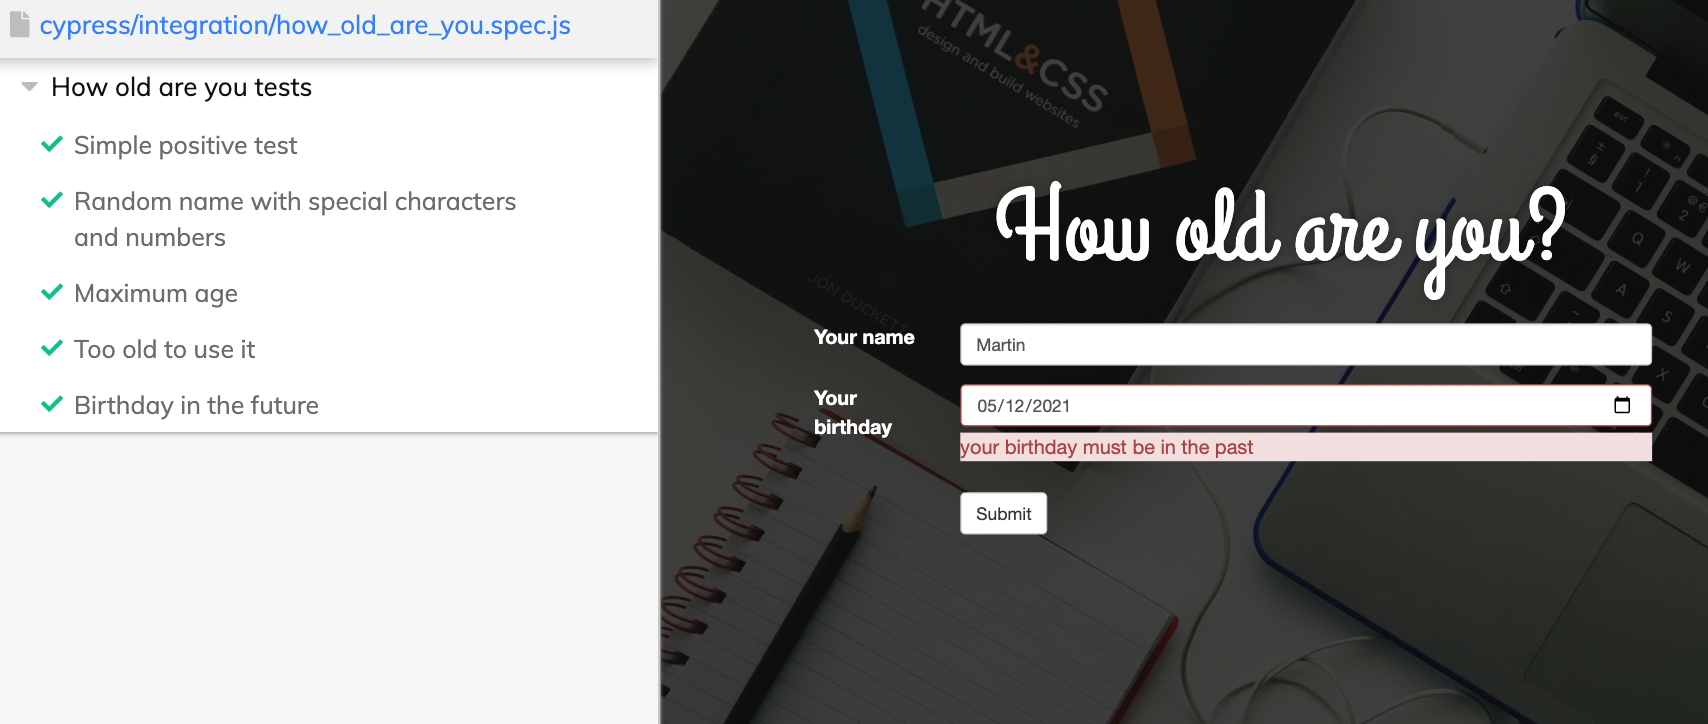 cypress/integration/how_old_are_you.spec.js
How old are you tests
Simple positive test
Random name with special characters
and numbers
Maximum age
Too old to use it
Birthday in the future
HTML&CSS
design and build websites
JON DUCKETT
esc
How old are you?
Your name
Martin
Your
birthday
05/12/2021
your birthday must be in the past
Submit
±
§
!
1
@ €
2
Q
W
A
S
~
X